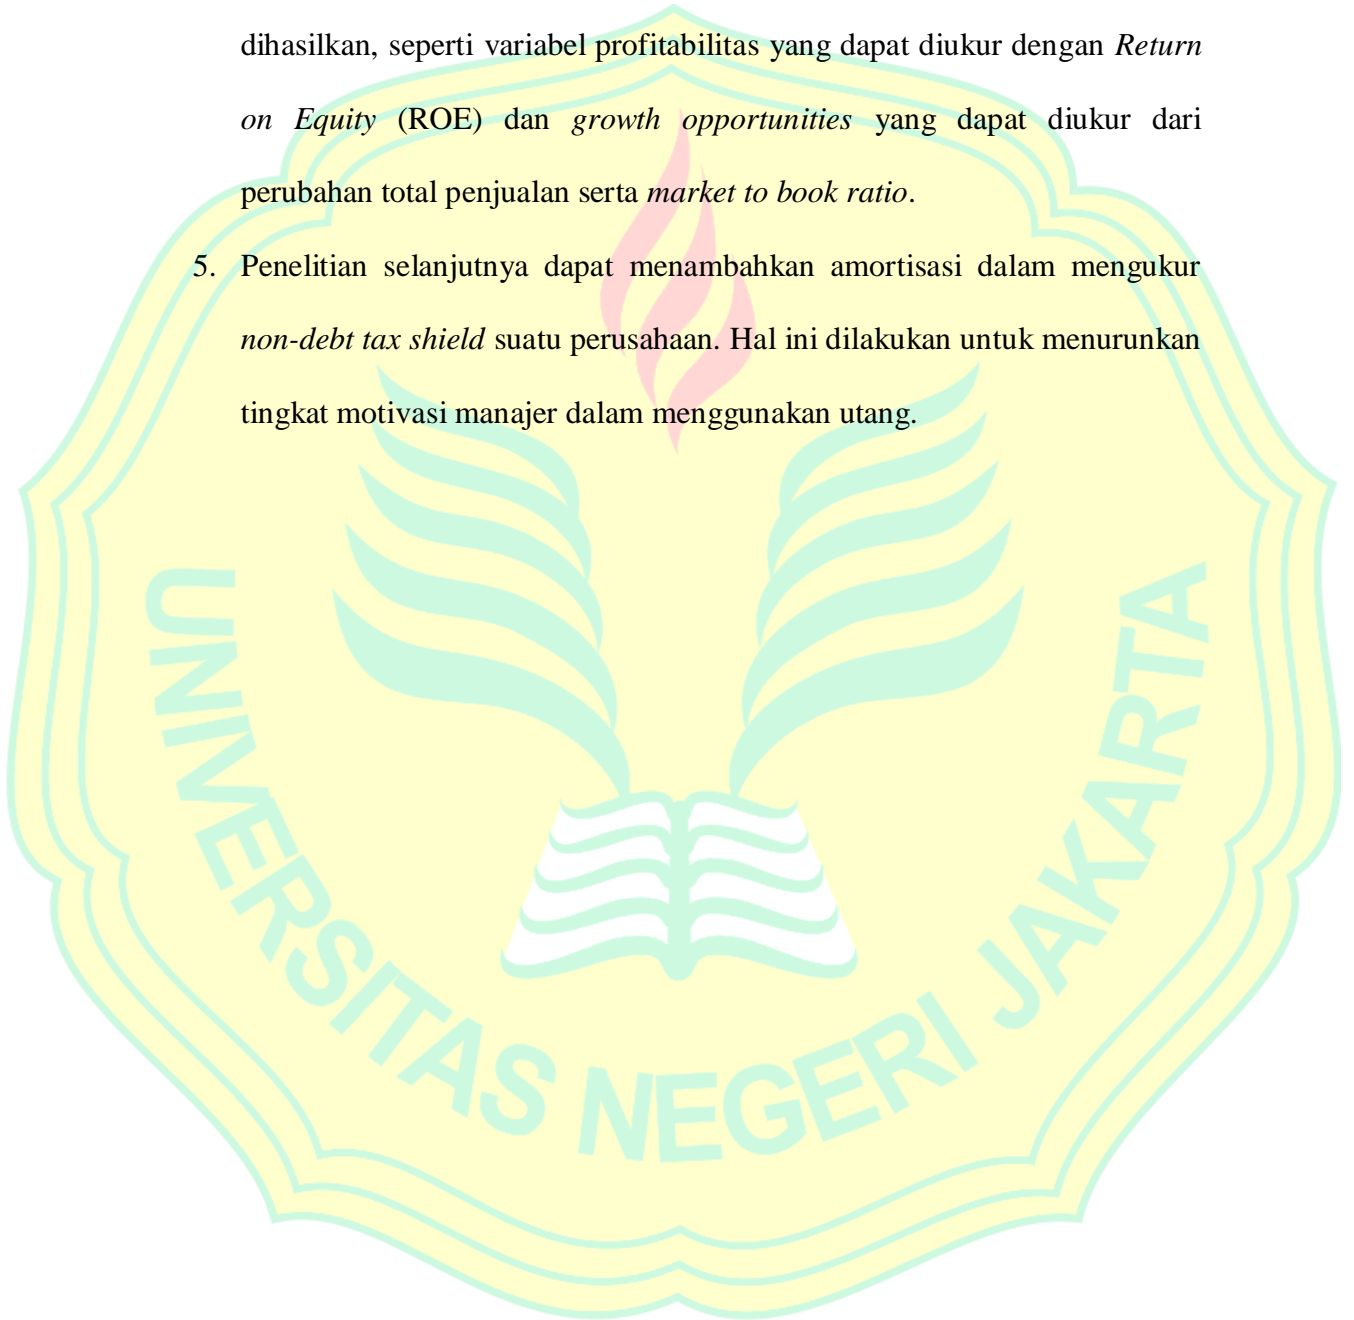 dihasilkan, seperti variabel profitabilitas yang dapat diukur dengan Return
on Equity (ROE) dan growth opportunities yang dapat diukur dari
perubahan total penjualan serta market to book ratio.
5. Penelitian selanjutnya dapat menambahkan amortisasi dalam mengukur
non-debt tax shield suatu perusahaan. Hal ini dilakukan untuk menurunkan
tingkat motivasi manajer dalam menggunakan utang.
UNIVERSITAS NEGERI JAKARTA